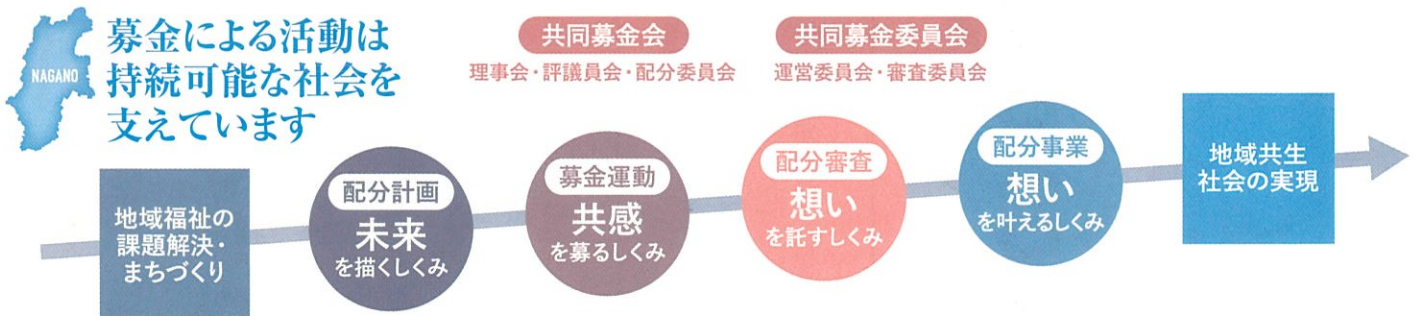 NAGANO
募金による活動は
持続可能な社会を
支えています
共同募金会
理事会・評議員会・配分委員会
共同募金委員会
運営委員会・審査委員会
地域福祉の
課題解決・
まちづくり
配分計画
未来
を描くしくみ
募金運動
共感
を募るしくみ
配分審査
想い
を託すしくみ
配分事業
想い
を叶えるしくみ
地域共生
社会の実現